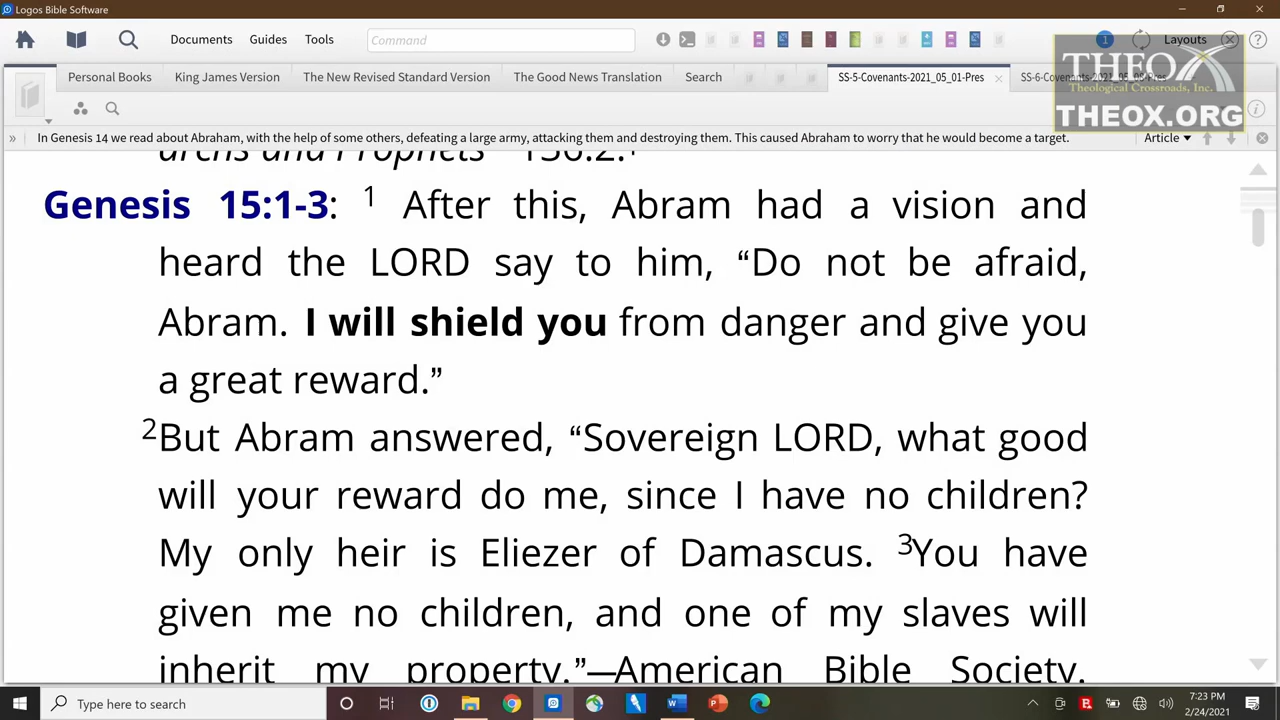 Logos Bible Software
Documents Guides Tools Command 1 Layouts
THEOX
Theological Crossroads, Inc.
THEOX.ORG
Personal Books King James Version The New Revised Standard Version The Good News Translation Search SS-5-Covenants-2021_05_01-Pres SS-6-Covenants-2021_05_08-Pres
» In Genesis 14 we read about Abraham, with the help of some others, defeating a large army, attacking them and destroying them. This caused Abraham to worry that he would become a target. Article
Genesis 15:1-3: 1 After this, Abram had a vision and
heard the LORD say to him, “Do not be afraid,
Abram. I will shield you from danger and give you
a great reward.”
2But Abram answered, “Sovereign LORD, what good
will your reward do me, since I have no children?
My only heir is Eliezer of Damascus. 3You have
given me no children, and one of my slaves will
inherit my property.”—American Bible Society.
Type here to search
7:23 PM
2/24/2021